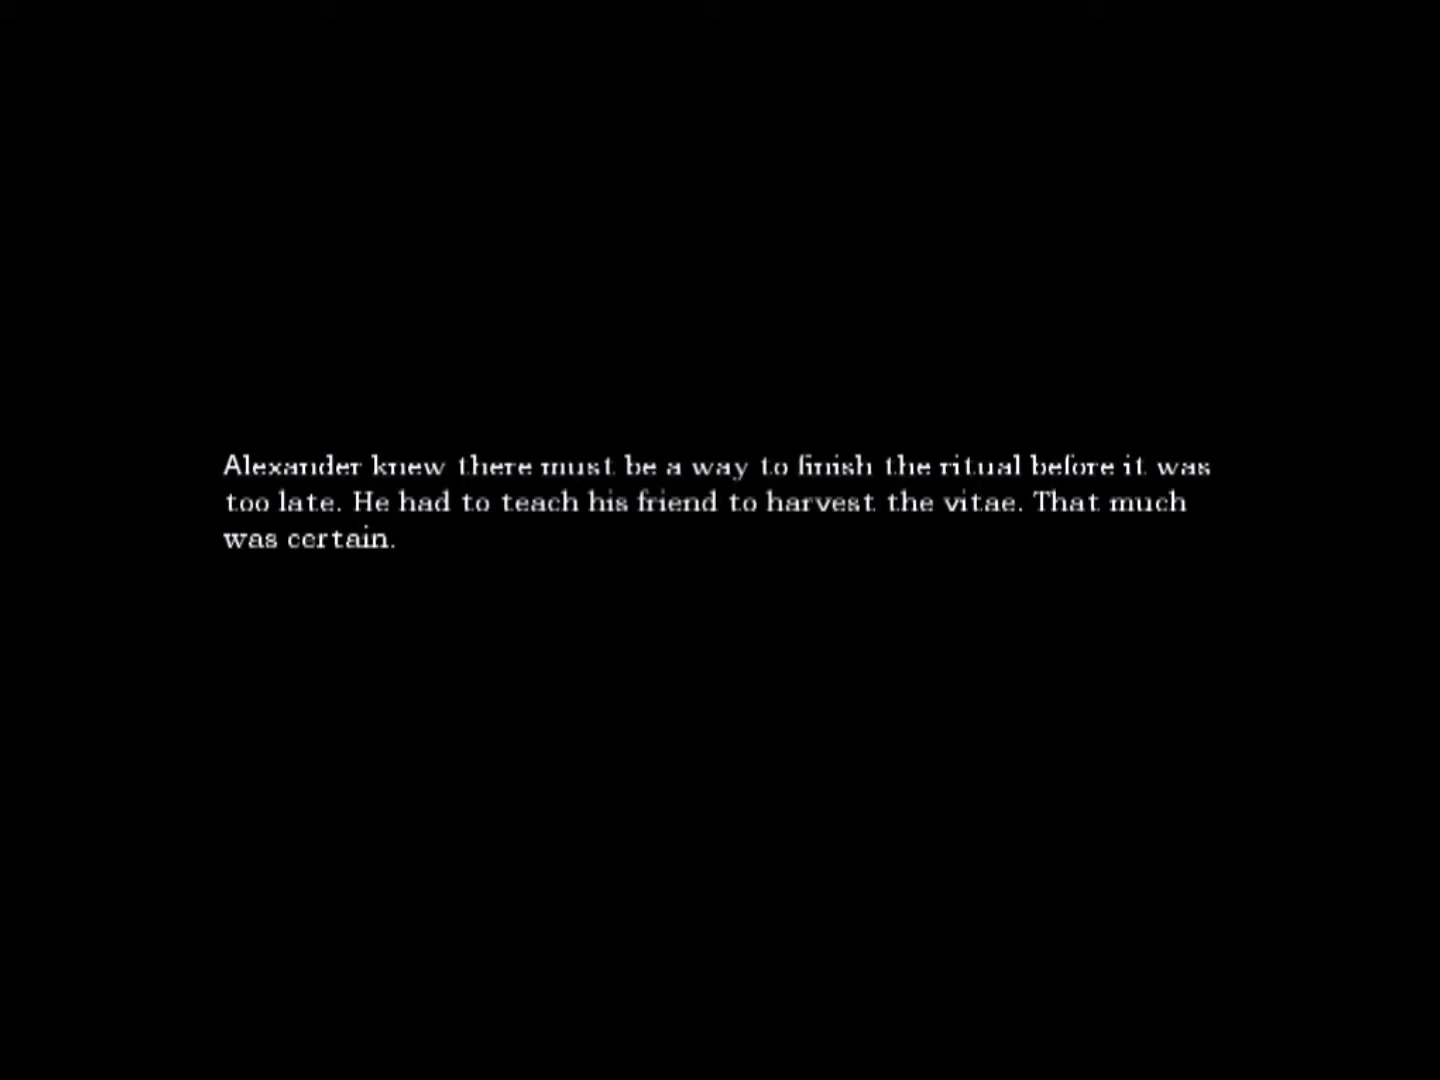 Alexander knew there must be a way to finish the ritual before it was
too late. He had to teach his friend to harvest the vitae. That much
was certain.